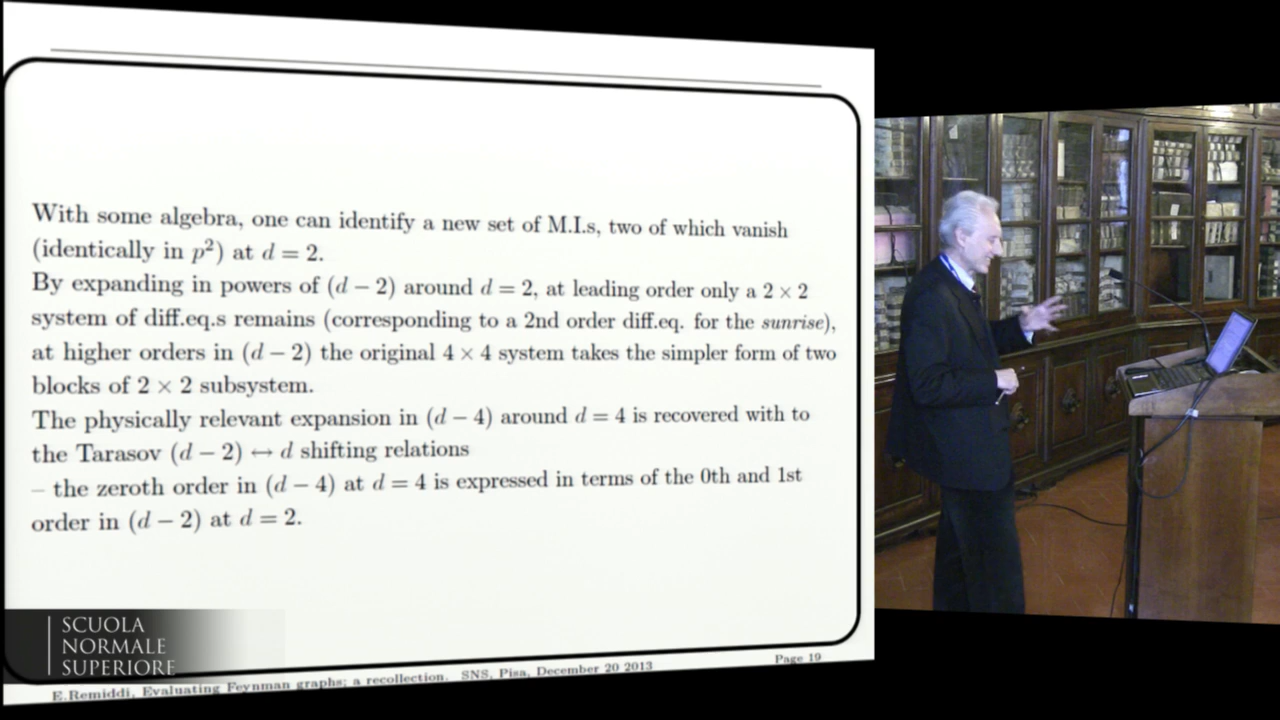 With some algebra, one can identify a new set of M.I.s, two of which vanish
(identically in p²) at d = 2.
By expanding in powers of (d − 2) around d = 2, at leading order only a 2 × 2
system of diff.eq.s remains (corresponding to a 2nd order diff.eq. for the sunrise),
at higher orders in (d − 2) the original 4 × 4 system takes the simpler form of two
blocks of 2 × 2 subsystem.
The physically relevant expansion in (d − 4) around d = 4 is recovered with to
the Tarasov (d − 2) ↔ d shifting relations
– the zeroth order in (d − 4) at d = 4 is expressed in terms of the 0th and 1st
order in (d − 2) at d = 2.
SCUOLA
NORMALE
SUPERIORE
E.Remiddi, Evaluating Feynman graphs; a recollection. SNS, Pisa, December 20 2013 Page 19